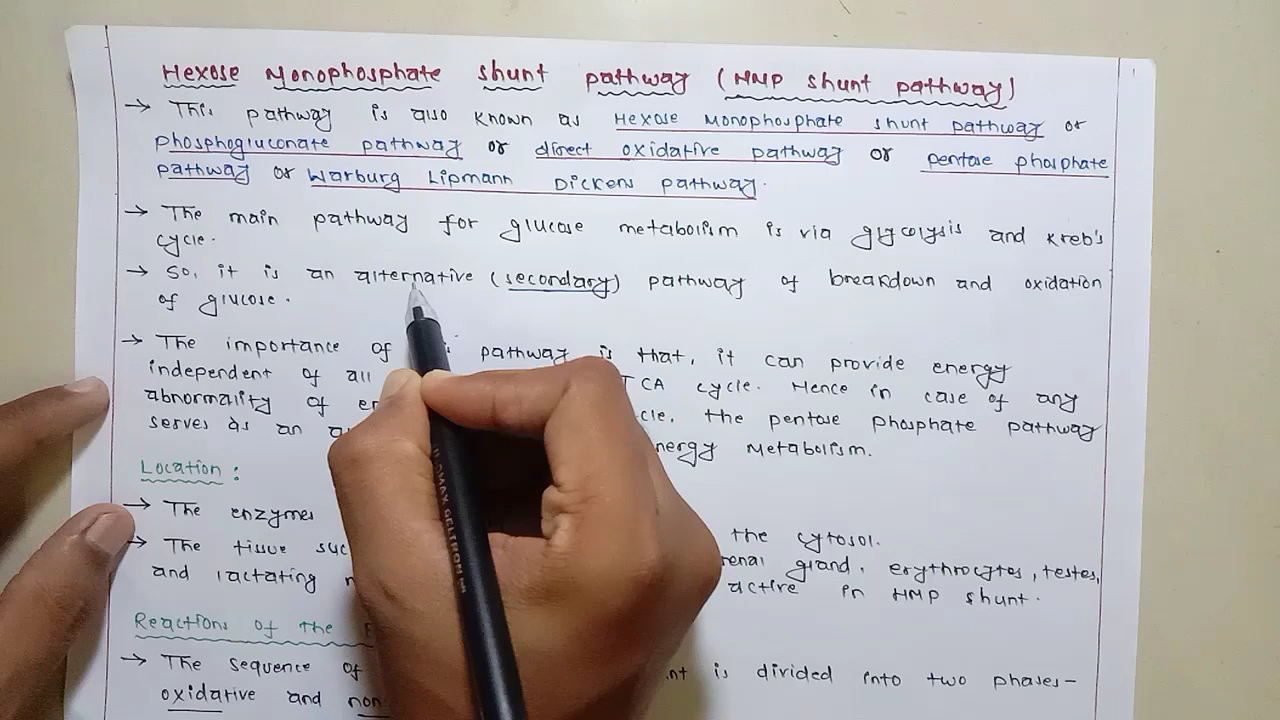 Hexose Monophosphate shunt pathway (HMP shunt pathway)
→ This pathway is also known as Hexose Monophosphate shunt pathway or
phosphogluconate pathway or direct oxidative pathway or pentose phosphate
pathway or Warburg Lipmann Dickens pathway.
→ The main pathway for glucose metabolism is via glycolysis and Kreb's
cycle.
→ So, it is an alternative (secondary) pathway of breakdown and oxidation
of glucose.
→ The importance of pathway is that, it can provide energy
independent of all TCA cycle. Hence in case of any
abnormality of the pentose phosphate pathway
serves as an Metabolism.
Location:
→ The enzymes the cytosol.
→ The tissue gland, erythrocytes, testes,
and lactating active in HMP shunt.
Reactions of the
→ The sequence of is divided into two phases-
oxidative and
ILOMAX GELTROM